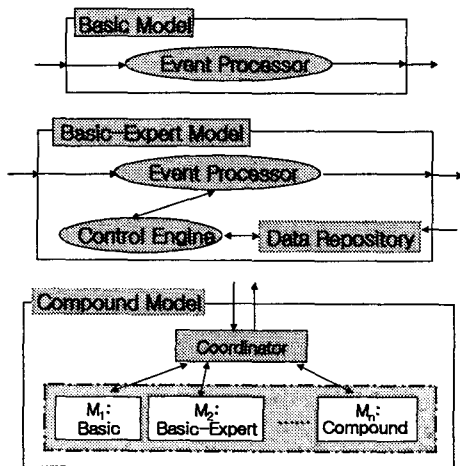 Basic Model
Event Processor
Basic-Expert Model
Event Processor
Control Engine
Data Repository
Compound Model
Coordinator
M₁: M₂: ...... Mₙ:
Basic Basic-Expert Compound